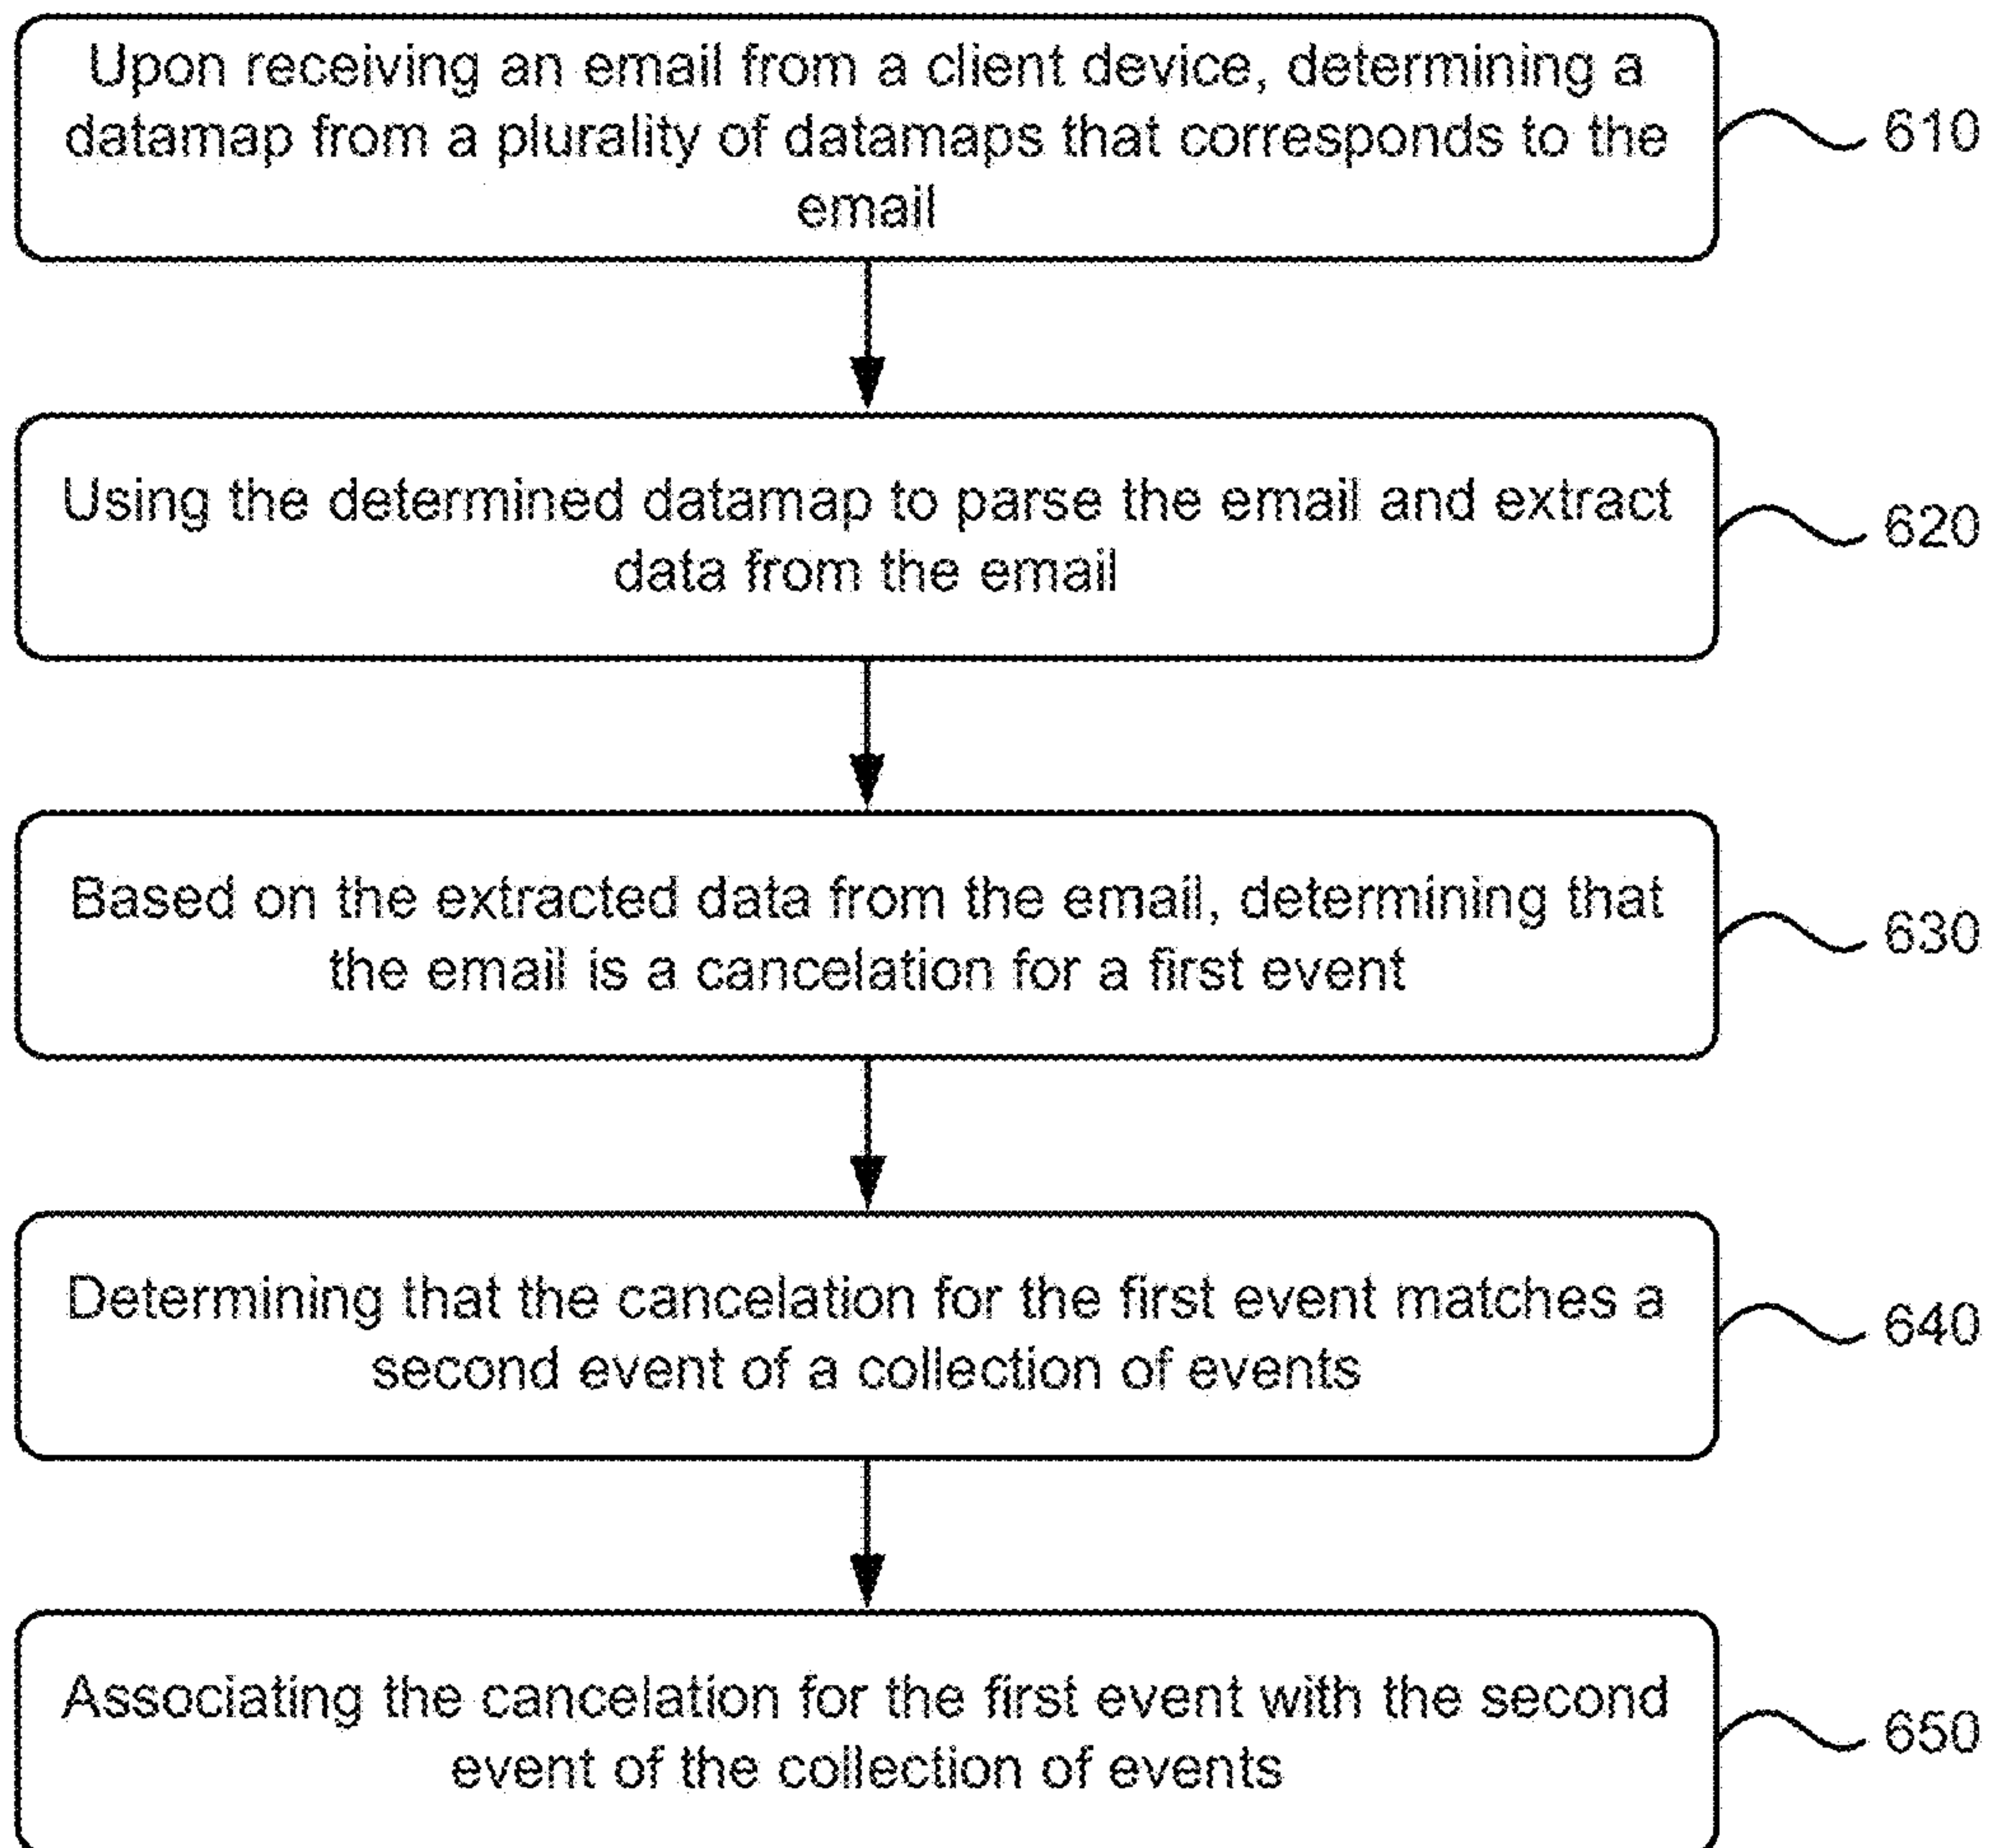 Upon receiving an email from a client device, determining a
datamap from a plurality of datamaps that corresponds to the
email
610
Using the determined datamap to parse the email and extract
data from the email
620
Based on the extracted data from the email, determining that
the email is a cancelation for a first event
630
Determining that the cancelation for the first event matches a
second event of a collection of events
640
Associating the cancelation for the first event with the second
event of the collection of events
650